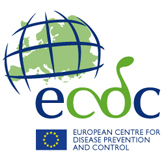 ecdc
EUROPEAN CENTRE FOR
DISEASE PREVENTION
AND CONTROL